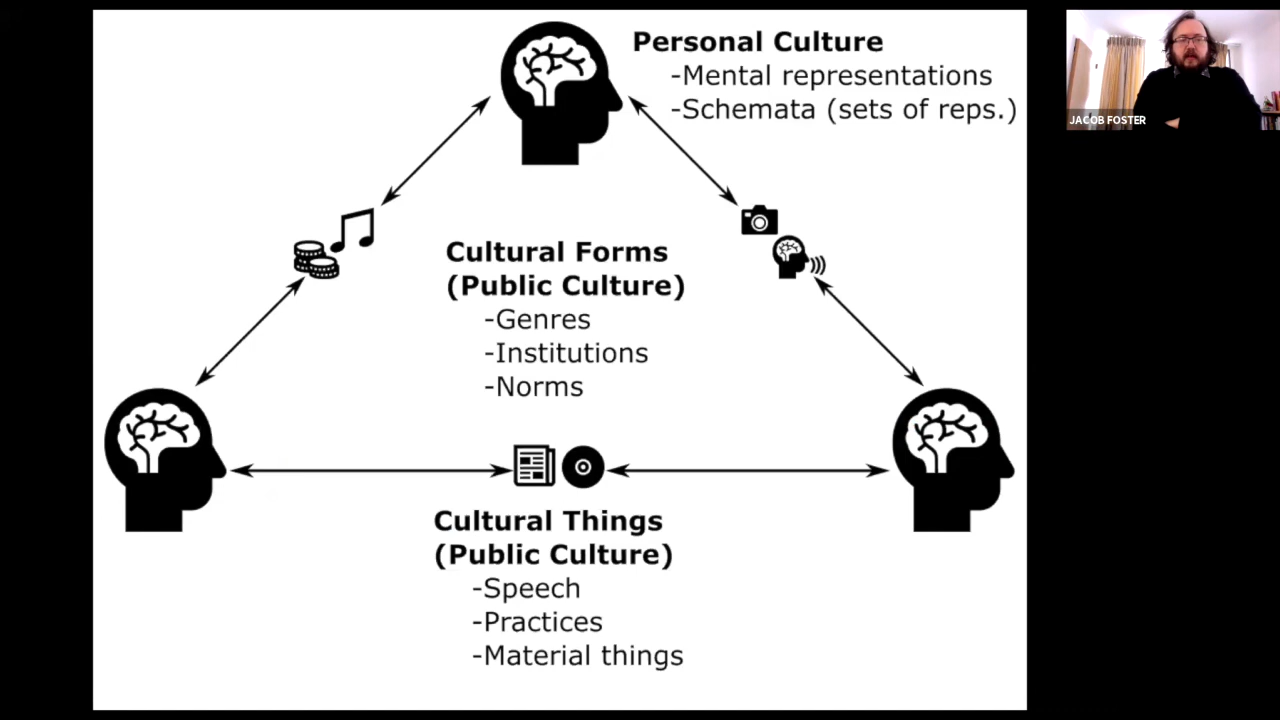 Personal Culture
-Mental representations
-Schemata (sets of reps.)
JACOB FOSTER
Cultural Forms
(Public Culture)
-Genres
-Institutions
-Norms
Cultural Things
(Public Culture)
-Speech
-Practices
-Material things